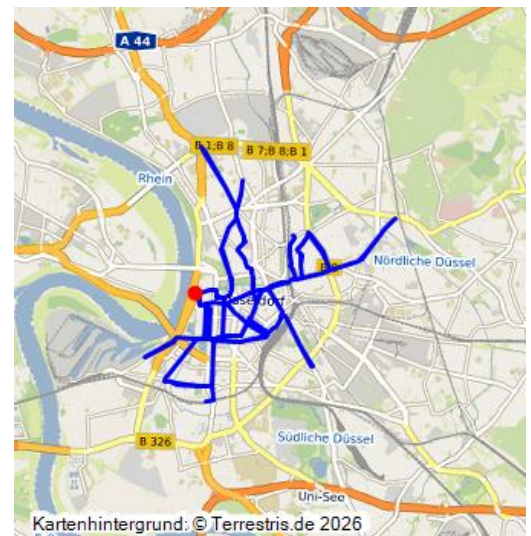 A 44
B 1;B 8
B 7;B 8;B 1
Rhein
Nördliche Düssel
Südliche Düssel
B 326
Uni-See
Kartenhintergrund: © Terrestris.de 2026